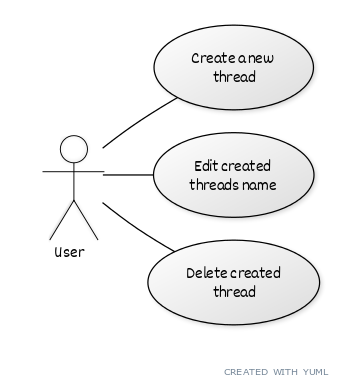 Create a new
thread
Edit created
threads name
User
Delete created
thread
CREATED WITH YUML